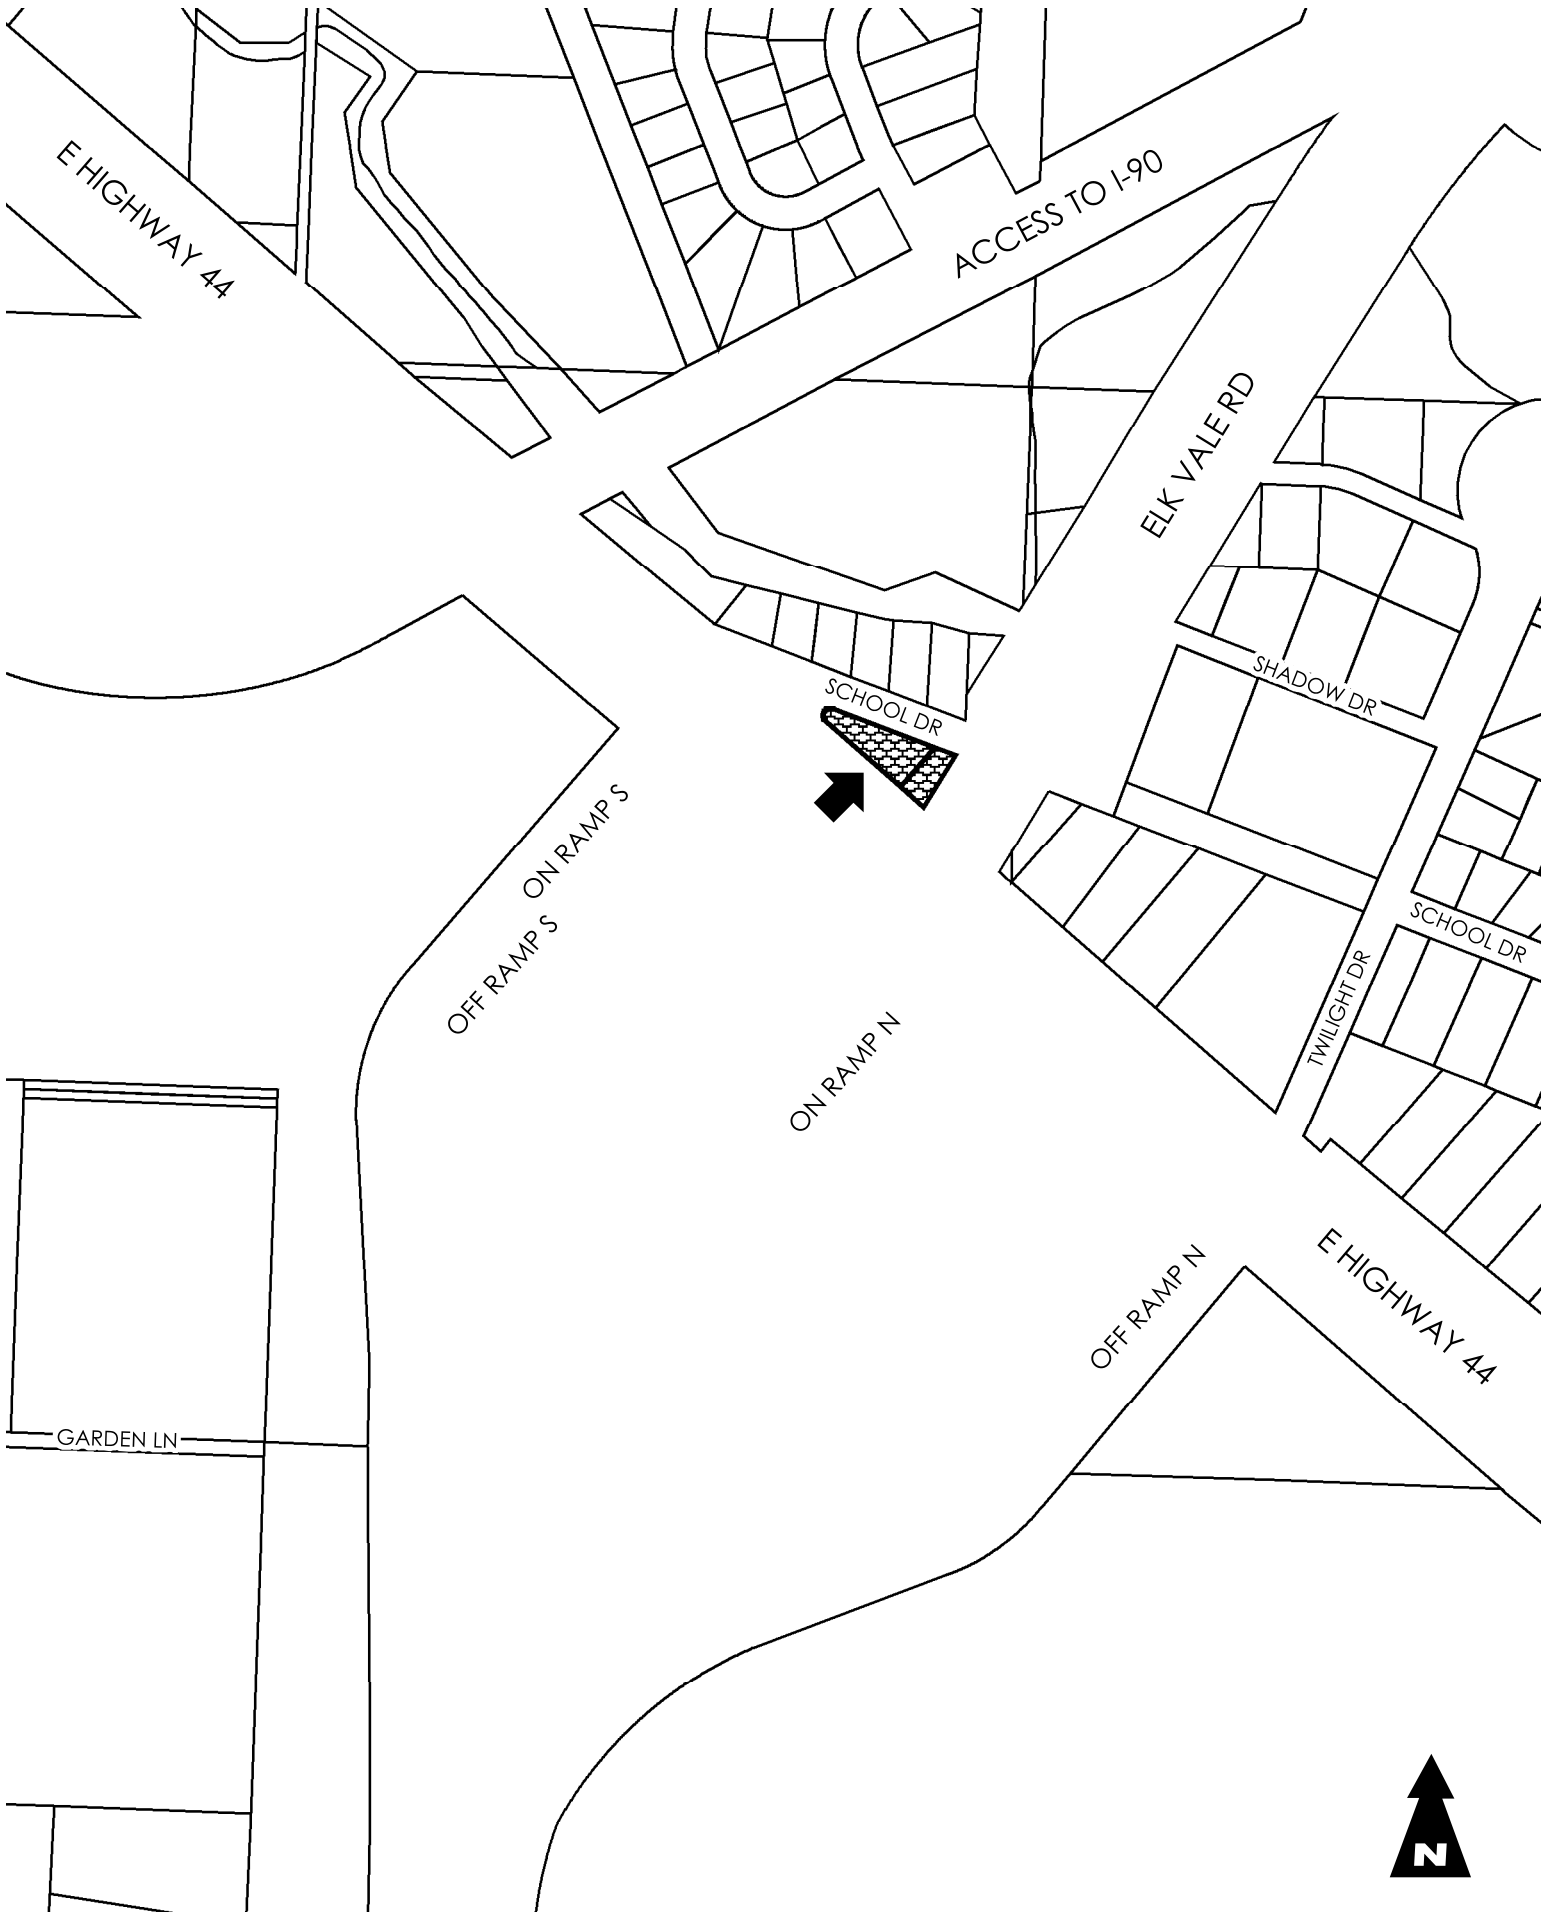 E HIGHWAY 44
ACCESS TO I-90
ELK VALE RD
SHADOW DR
SCHOOL DR
ON RAMP S
OFF RAMP S
SCHOOL DR
TWILIGHT DR
ON RAMP N
OFF RAMP N
E HIGHWAY 44
GARDEN LN
N